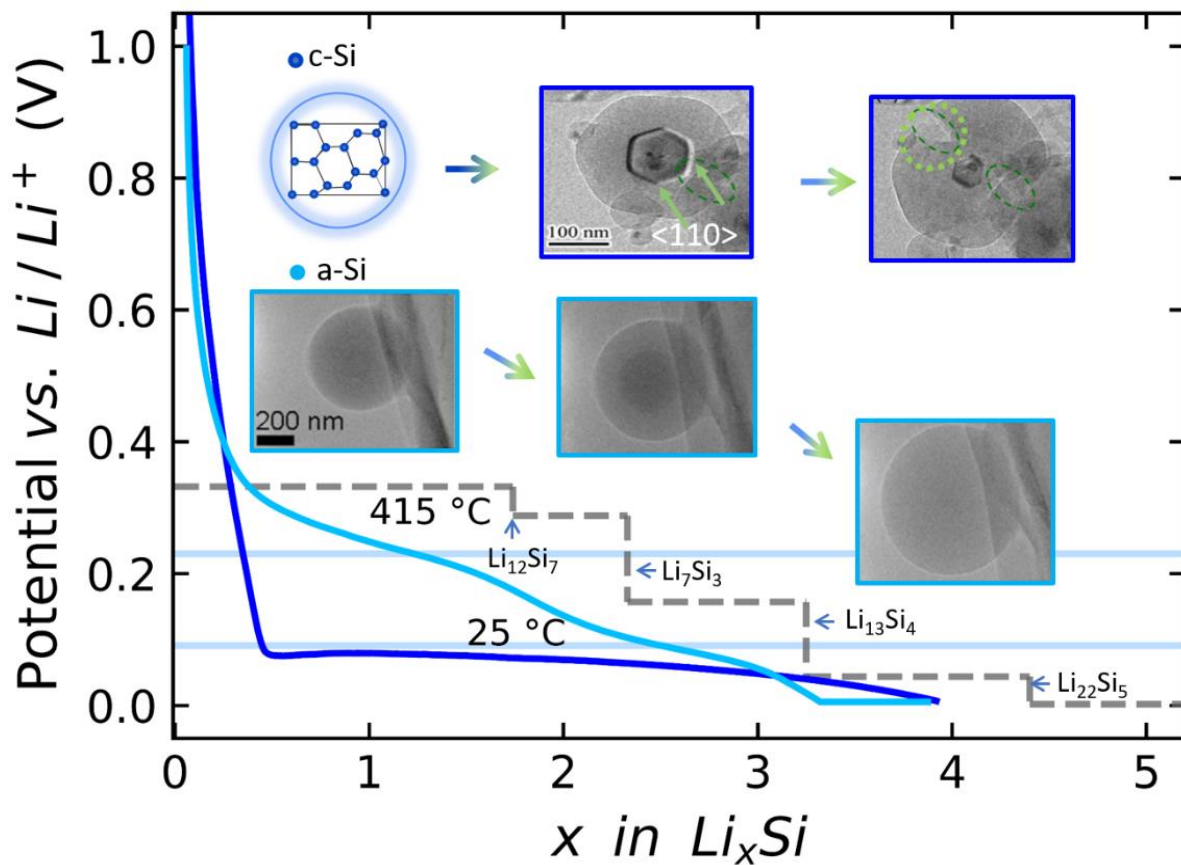 Potential vs. Li / Li⁺ (V)
1.0
0.8
0.6
0.4
0.2
0.0
c-Si
100 nm
<110>
a-Si
200 nm
415 °C
Li₁₂Si₇
Li₇Si₃
25 °C
Li₁₃Si₄
Li₂₂Si₅
0 1 2 3 4 5
x in LiₓSi